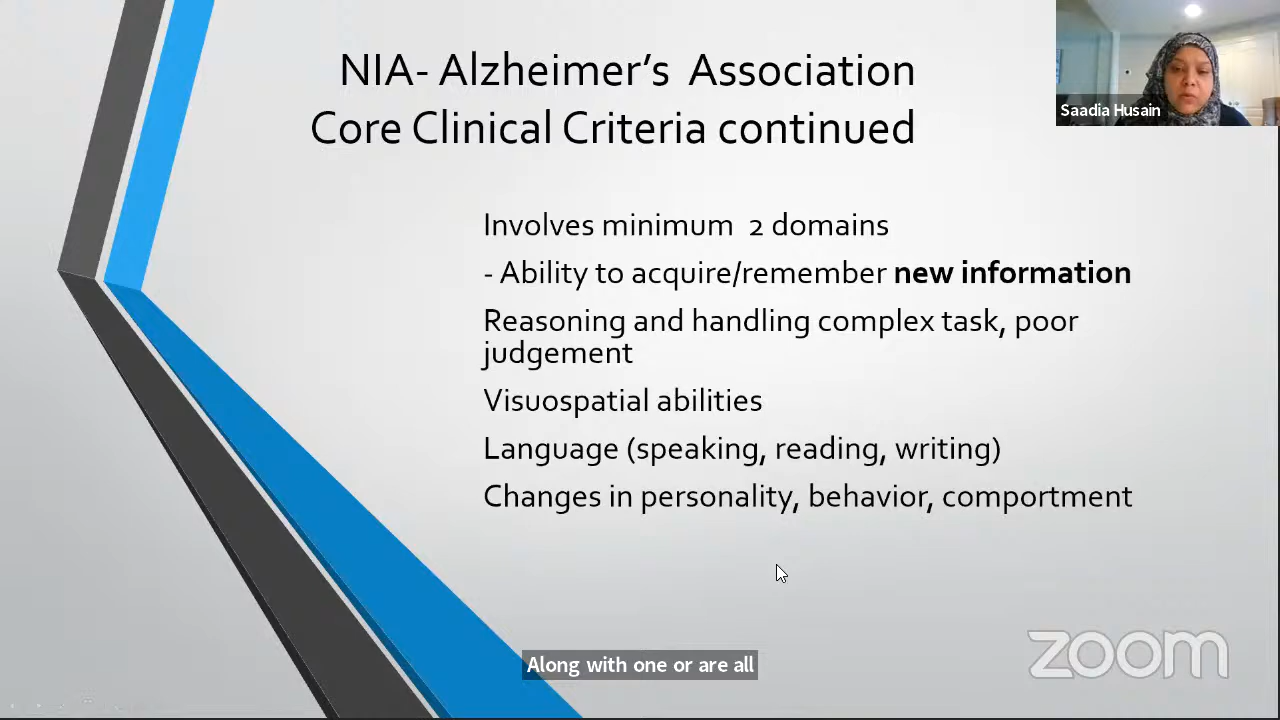 NIA- Alzheimer’s Association
Core Clinical Criteria continued
Saadia Husain
Involves minimum 2 domains
- Ability to acquire/remember new information
Reasoning and handling complex task, poor
judgement
Visuospatial abilities
Language (speaking, reading, writing)
Changes in personality, behavior, comportment
Along with one or are all
zoom